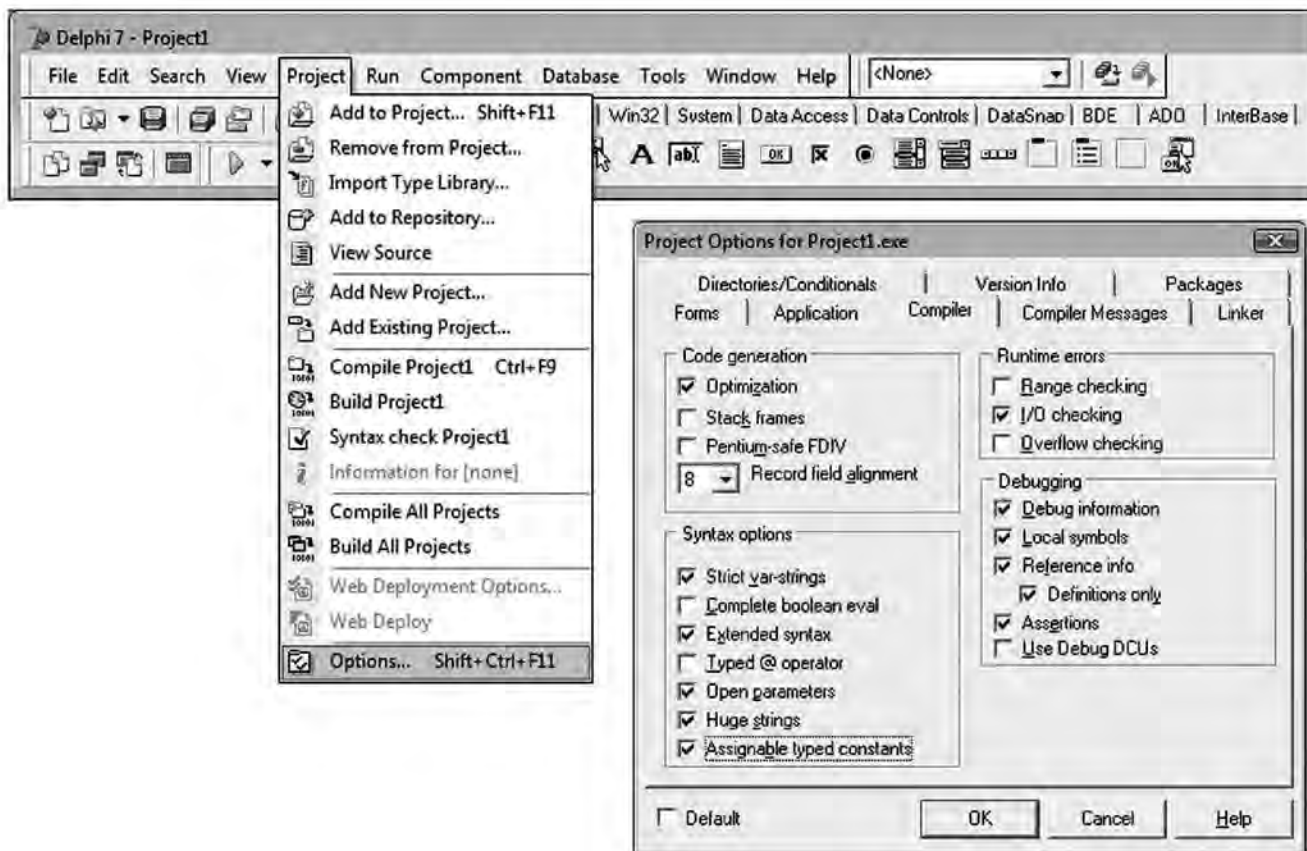 Delphi 7 - Project1
File Edit Search View Project Run Component Database Tools Window Help <None>
Win32 System Data Access Data Controls DataSnap BDE ADO InterBase
Add to Project... Shift+F11
Remove from Project...
Import Type Library...
Add to Repository...
View Source
Add New Project...
Add Existing Project...
Compile Project1 Ctrl+F9
Build Project1
Syntax check Project1
Information for [none]
Compile All Projects
Build All Projects
Web Deployment Options...
Web Deploy
Options... Shift+Ctrl+F11
Project Options for Project1.exe
Directories/Conditionals Version Info Packages
Forms Application Compiler Compiler Messages Linker
Code generation
Optimization
Stack frames
Pentium-safe FDIV
8 Record field alignment
Syntax options
Strict var-strings
Complete boolean eval
Extended syntax
Typed @ operator
Open parameters
Huge strings
Assignable typed constants
Runtime errors
Range checking
I/O checking
Overflow checking
Debugging
Debug information
Local symbols
Reference info
Definitions only
Assertions
Use Debug DCUs
Default OK Cancel Help